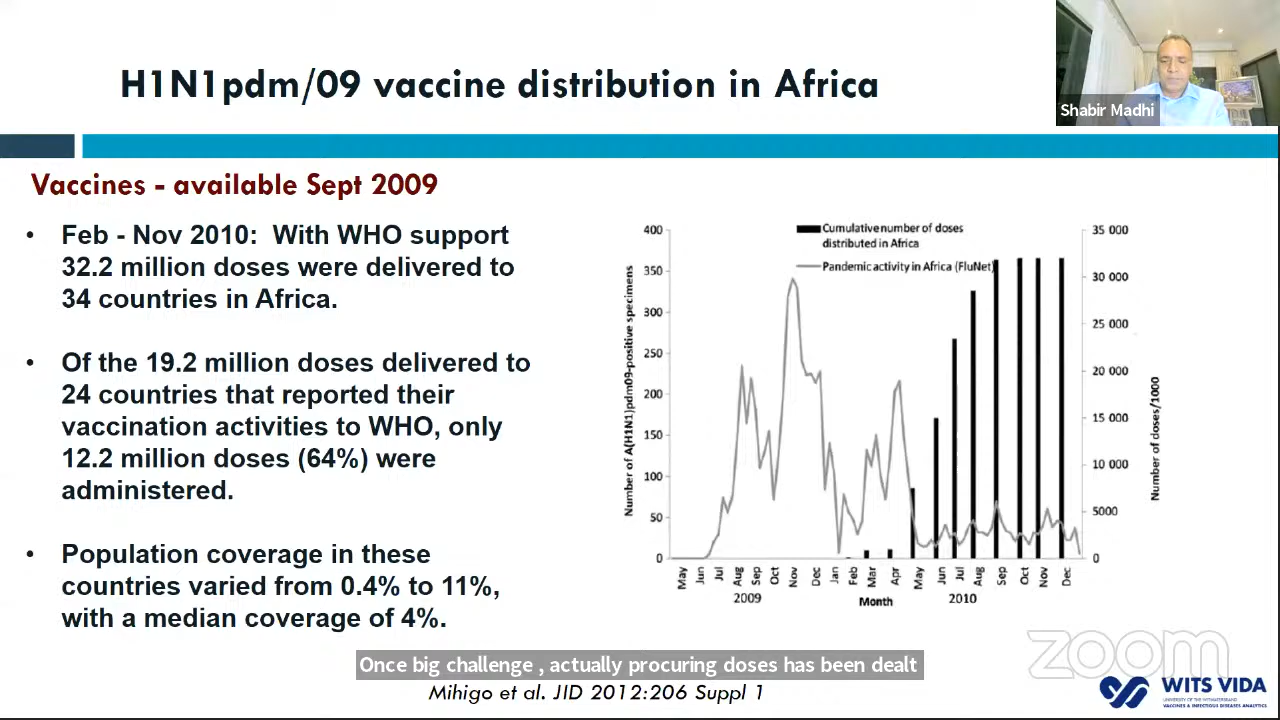 H1N1pdm/09 vaccine distribution in Africa
Shabir Madhi
Vaccines - available Sept 2009
• Feb - Nov 2010: With WHO support
32.2 million doses were delivered to
34 countries in Africa.
• Of the 19.2 million doses delivered to
24 countries that reported their
vaccination activities to WHO, only
12.2 million doses (64%) were
administered.
• Population coverage in these
countries varied from 0.4% to 11%,
with a median coverage of 4%.
Cumulative number of doses
distributed in Africa
Pandemic activity in Africa (FluNet)
Number of A(H1N1)pdm09-positive specimens
400
350
300
250
200
150
100
50
0
35 000
30 000
25 000
20 000
15 000
10 000
5000
0
Number of doses/1000
May Jun Jul Aug Sep Oct Nov Dec Jan Feb Mar Apr May Jun Jul Aug Sep Oct Nov Dec
2009 Month 2010
Once big challenge , actually procuring doses has been dealt
Mihigo et al. JID 2012:206 Suppl 1
zoom
WITS VIDA
UNIVERSITY OF THE WITWATERSRAND
VACCINES & INFECTIOUS DISEASES ANALYTICS